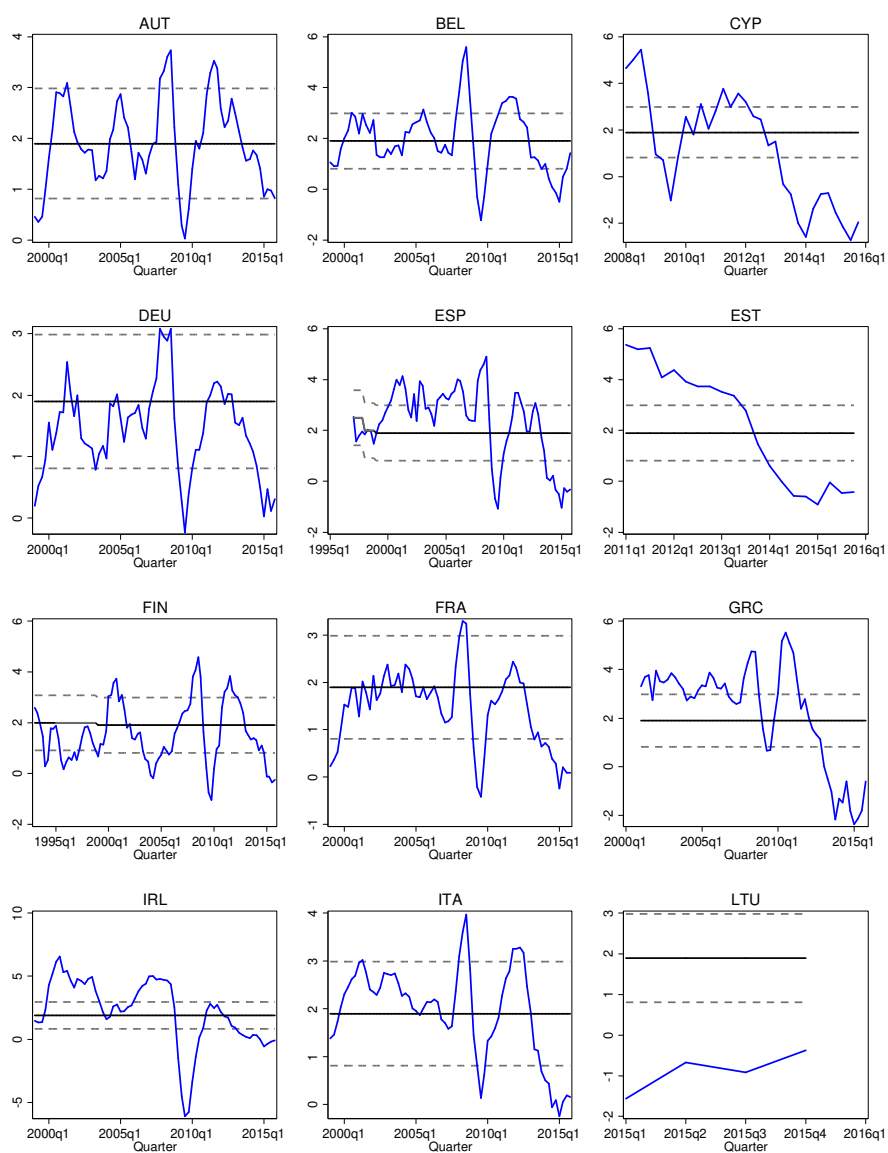 AUT BEL CYP
4 6 6
3 4 4
2 2 2
1 0 0
0 -2 -2
2000q1 2005q1 2010q1 2015q1 2000q1 2005q1 2010q1 2015q1 2008q1 2010q1 2012q1 2014q1 2016q1
Quarter Quarter Quarter
DEU ESP EST
3 6 6
2 4 4
1 2 2
0 0 0
-2 -2
2000q1 2005q1 2010q1 2015q1 1995q1 2000q1 2005q1 2010q1 2015q1 2011q1 2012q1 2013q1 2014q1 2015q1 2016q1
Quarter Quarter Quarter
FIN FRA GRC
6 3 6
4 2 4
2 1 2
0 0 0
-2 -1 -2
1995q1 2000q1 2005q1 2010q1 2015q1 2000q1 2005q1 2010q1 2015q1 2000q1 2005q1 2010q1 2015q1
Quarter Quarter Quarter
IRL ITA LTU
10 4 3
5 3 2
0 2 1
-5 1 0
0 -1
-2
2000q1 2005q1 2010q1 2015q1 2000q1 2005q1 2010q1 2015q1 2015q1 2015q2 2015q3 2015q4 2016q1
Quarter Quarter Quarter